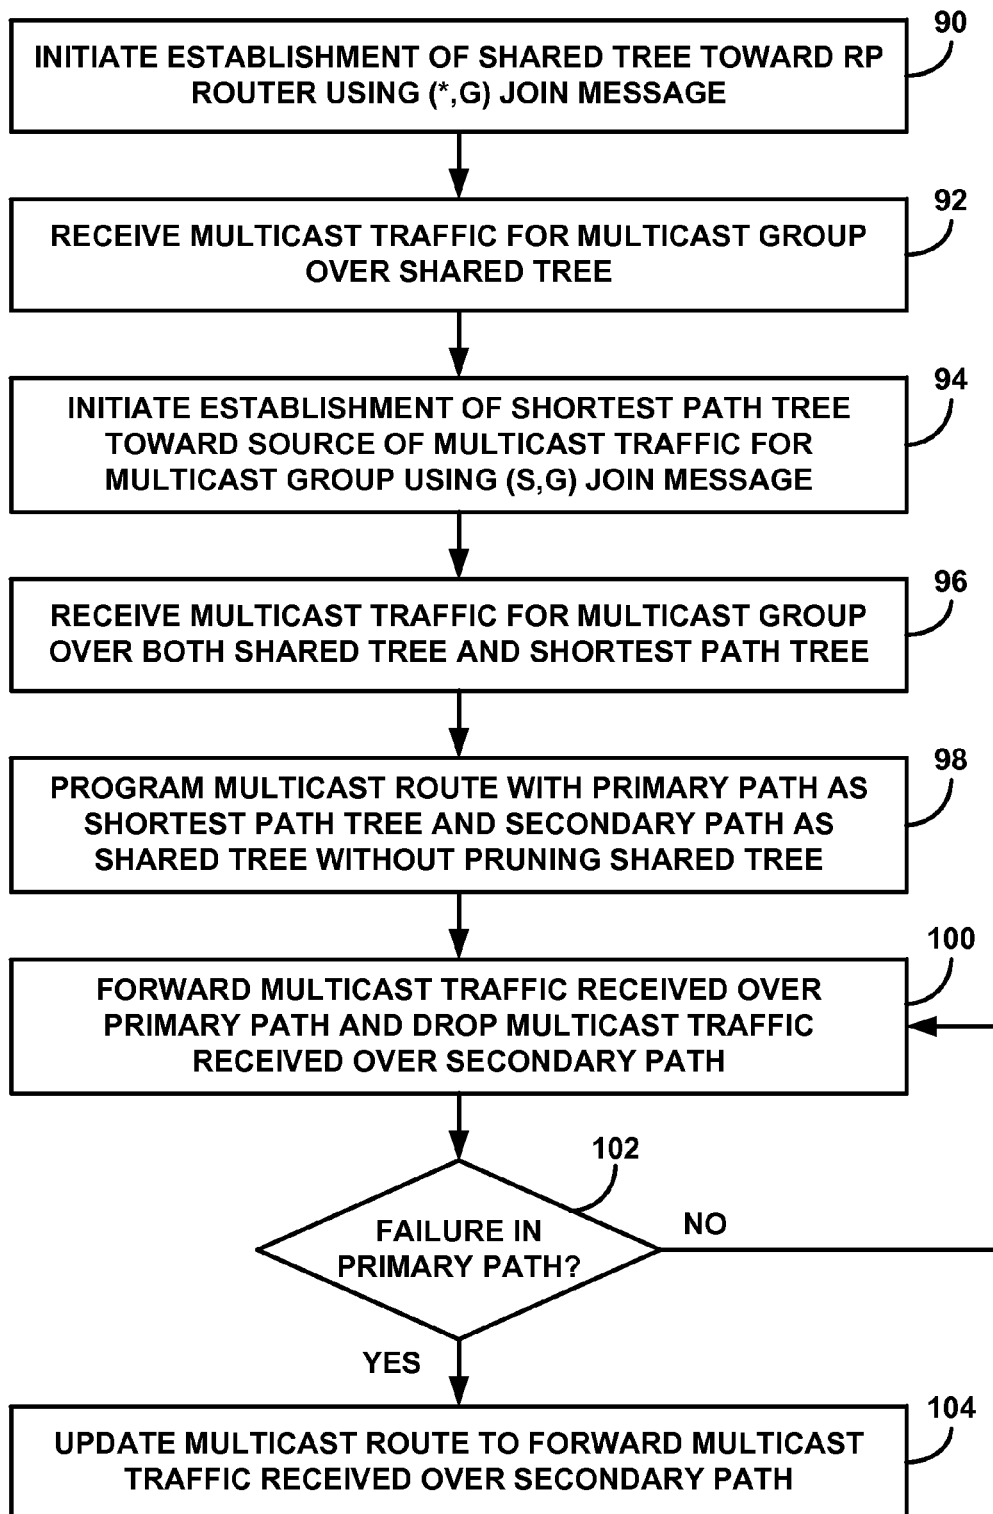 90
INITIATE ESTABLISHMENT OF SHARED TREE TOWARD RP
ROUTER USING (*,G) JOIN MESSAGE
92
RECEIVE MULTICAST TRAFFIC FOR MULTICAST GROUP
OVER SHARED TREE
94
INITIATE ESTABLISHMENT OF SHORTEST PATH TREE
TOWARD SOURCE OF MULTICAST TRAFFIC FOR
MULTICAST GROUP USING (S,G) JOIN MESSAGE
96
RECEIVE MULTICAST TRAFFIC FOR MULTICAST GROUP
OVER BOTH SHARED TREE AND SHORTEST PATH TREE
98
PROGRAM MULTICAST ROUTE WITH PRIMARY PATH AS
SHORTEST PATH TREE AND SECONDARY PATH AS
SHARED TREE WITHOUT PRUNING SHARED TREE
100
FORWARD MULTICAST TRAFFIC RECEIVED OVER
PRIMARY PATH AND DROP MULTICAST TRAFFIC
RECEIVED OVER SECONDARY PATH
102
FAILURE IN
PRIMARY PATH?
NO
YES
104
UPDATE MULTICAST ROUTE TO FORWARD MULTICAST
TRAFFIC RECEIVED OVER SECONDARY PATH